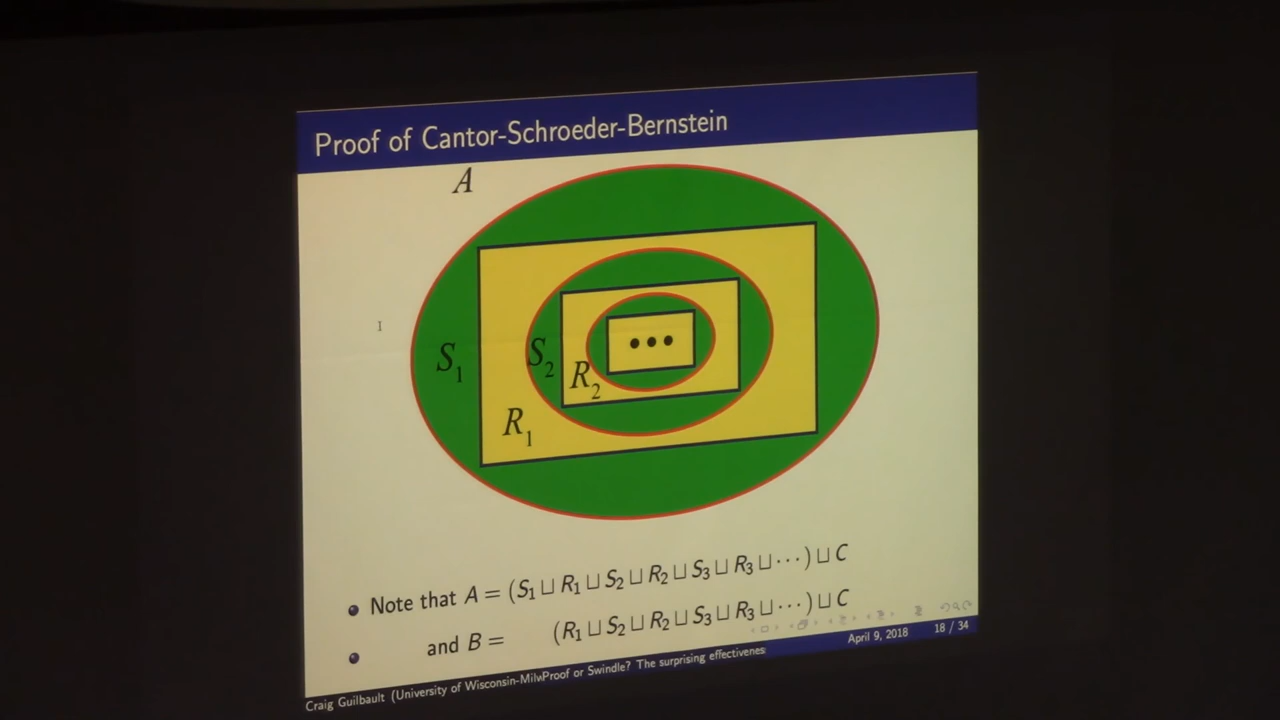 Proof of Cantor-Schroeder-Bernstein
A
S₁
S₂
R₂
R₁
•••
Note that A = (S₁ ⊔ R₁ ⊔ S₂ ⊔ R₂ ⊔ S₃ ⊔ R₃ ⊔ ⋯) ⊔ C
and B = (R₁ ⊔ S₂ ⊔ R₂ ⊔ S₃ ⊔ R₃ ⊔ ⋯) ⊔ C
Craig Guilbault (University of Wisconsin-Milw Proof or Swindle? The surprising effectivenes April 9, 2018 18 / 34